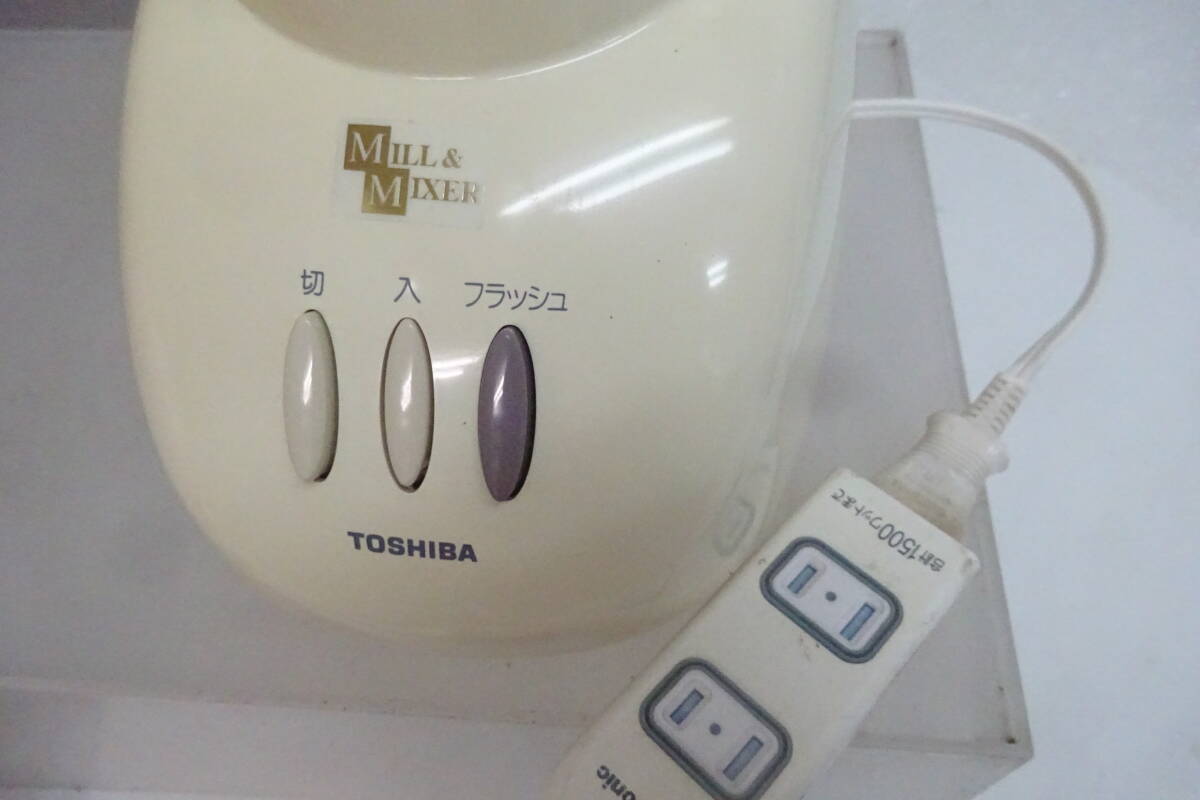 MILL &
MIXER
切 入 フラッシュ
TOSHIBA
合計1500ワットまで
onic